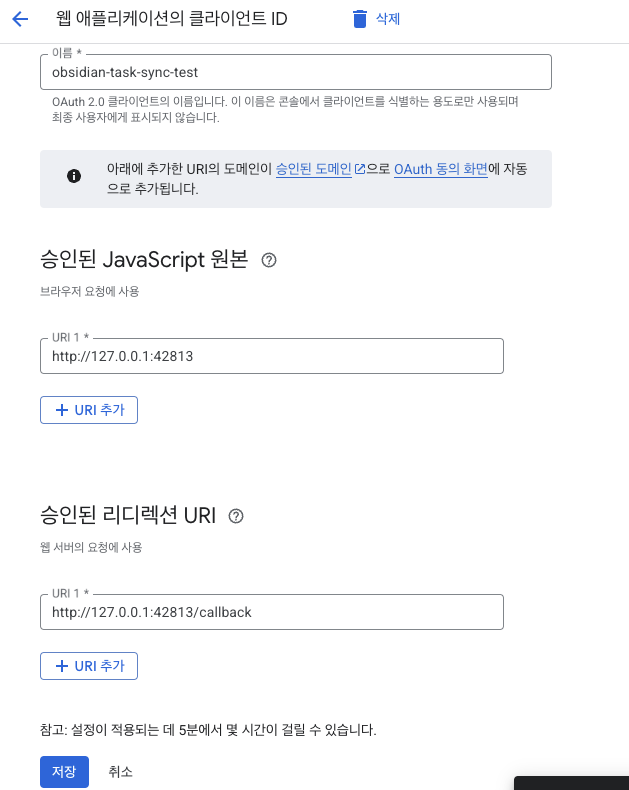 웹 애플리케이션의 클라이언트 ID
삭제
이름 *
obsidian-task-sync-test
OAuth 2.0 클라이언트의 이름입니다. 이 이름은 콘솔에서 클라이언트를 식별하는 용도로만 사용되며
최종 사용자에게 표시되지 않습니다.
아래에 추가한 URI의 도메인이 승인된 도메인으로 OAuth 동의 화면에 자동
으로 추가됩니다.
승인된 JavaScript 원본
브라우저 요청에 사용
URI 1 *
http://127.0.0.1:42813
+ URI 추가
승인된 리디렉션 URI
웹 서버의 요청에 사용
URI 1 *
http://127.0.0.1:42813/callback
+ URI 추가
참고: 설정이 적용되는 데 5분에서 몇 시간이 걸릴 수 있습니다.
저장
취소